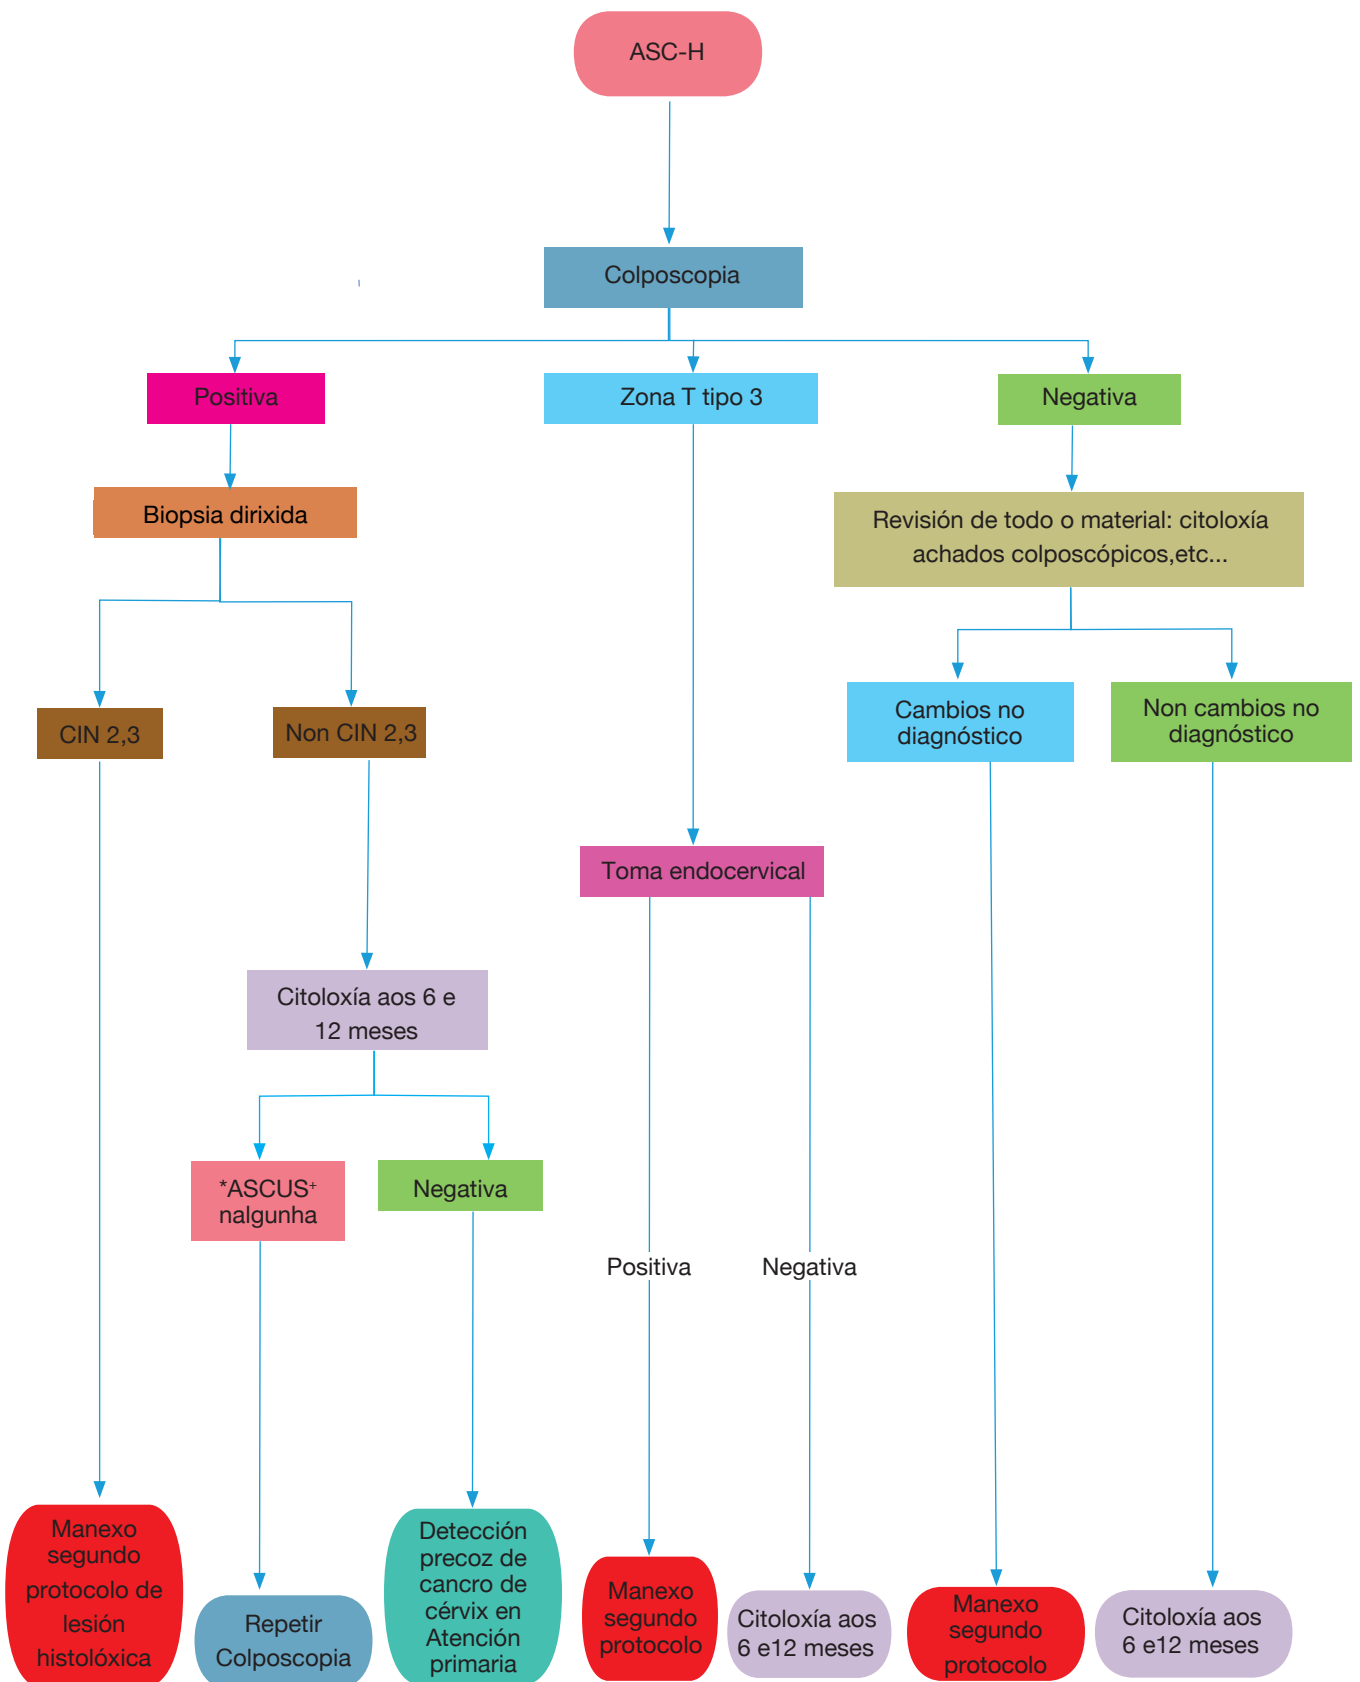 ASC-H
Colposcopia
Positiva
Zona T tipo 3
Negativa
Biopsia dirixida
Revisión de todo o material: citoloxía
achados colposcópicos,etc...
CIN 2,3
Non CIN 2,3
Cambios no
diagnóstico
Non cambios no
diagnóstico
Toma endocervical
Citoloxía aos 6 e
12 meses
*ASCUS⁺
nalgunha
Negativa
Positiva
Negativa
Manexo
segundo
protocolo de
lesión
histolóxica
Repetir
Colposcopia
Detección
precoz de
cancro de
cérvix en
Atención
primaria
Manexo
segundo
protocolo
Citoloxía aos
6 e12 meses
Manexo
segundo
protocolo
Citoloxía aos
6 e12 meses